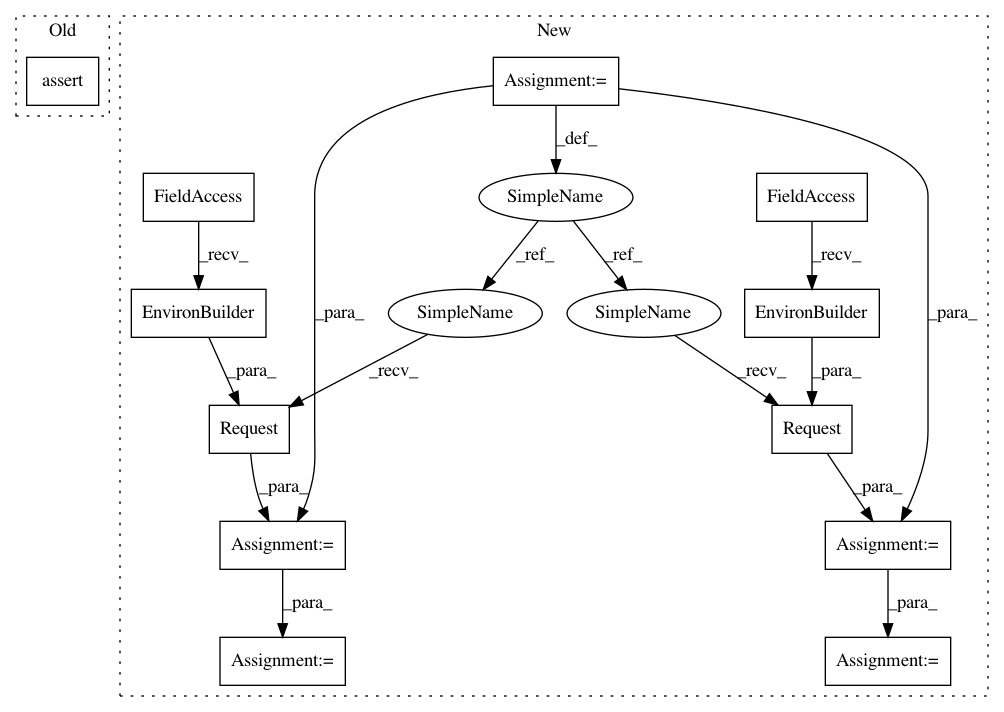 Old
New
assert
Assignment:=
_def_
FieldAccess
SimpleName
FieldAccess
_recv_
_ref_
_ref_
_recv_
EnvironBuilder
_para_
SimpleName
SimpleName
EnvironBuilder
_para_
_para_
_recv_
_recv_
_para_
Request
Request
_para_
_para_
Assignment:=
Assignment:=
_para_
_para_
Assignment:=
Assignment:=